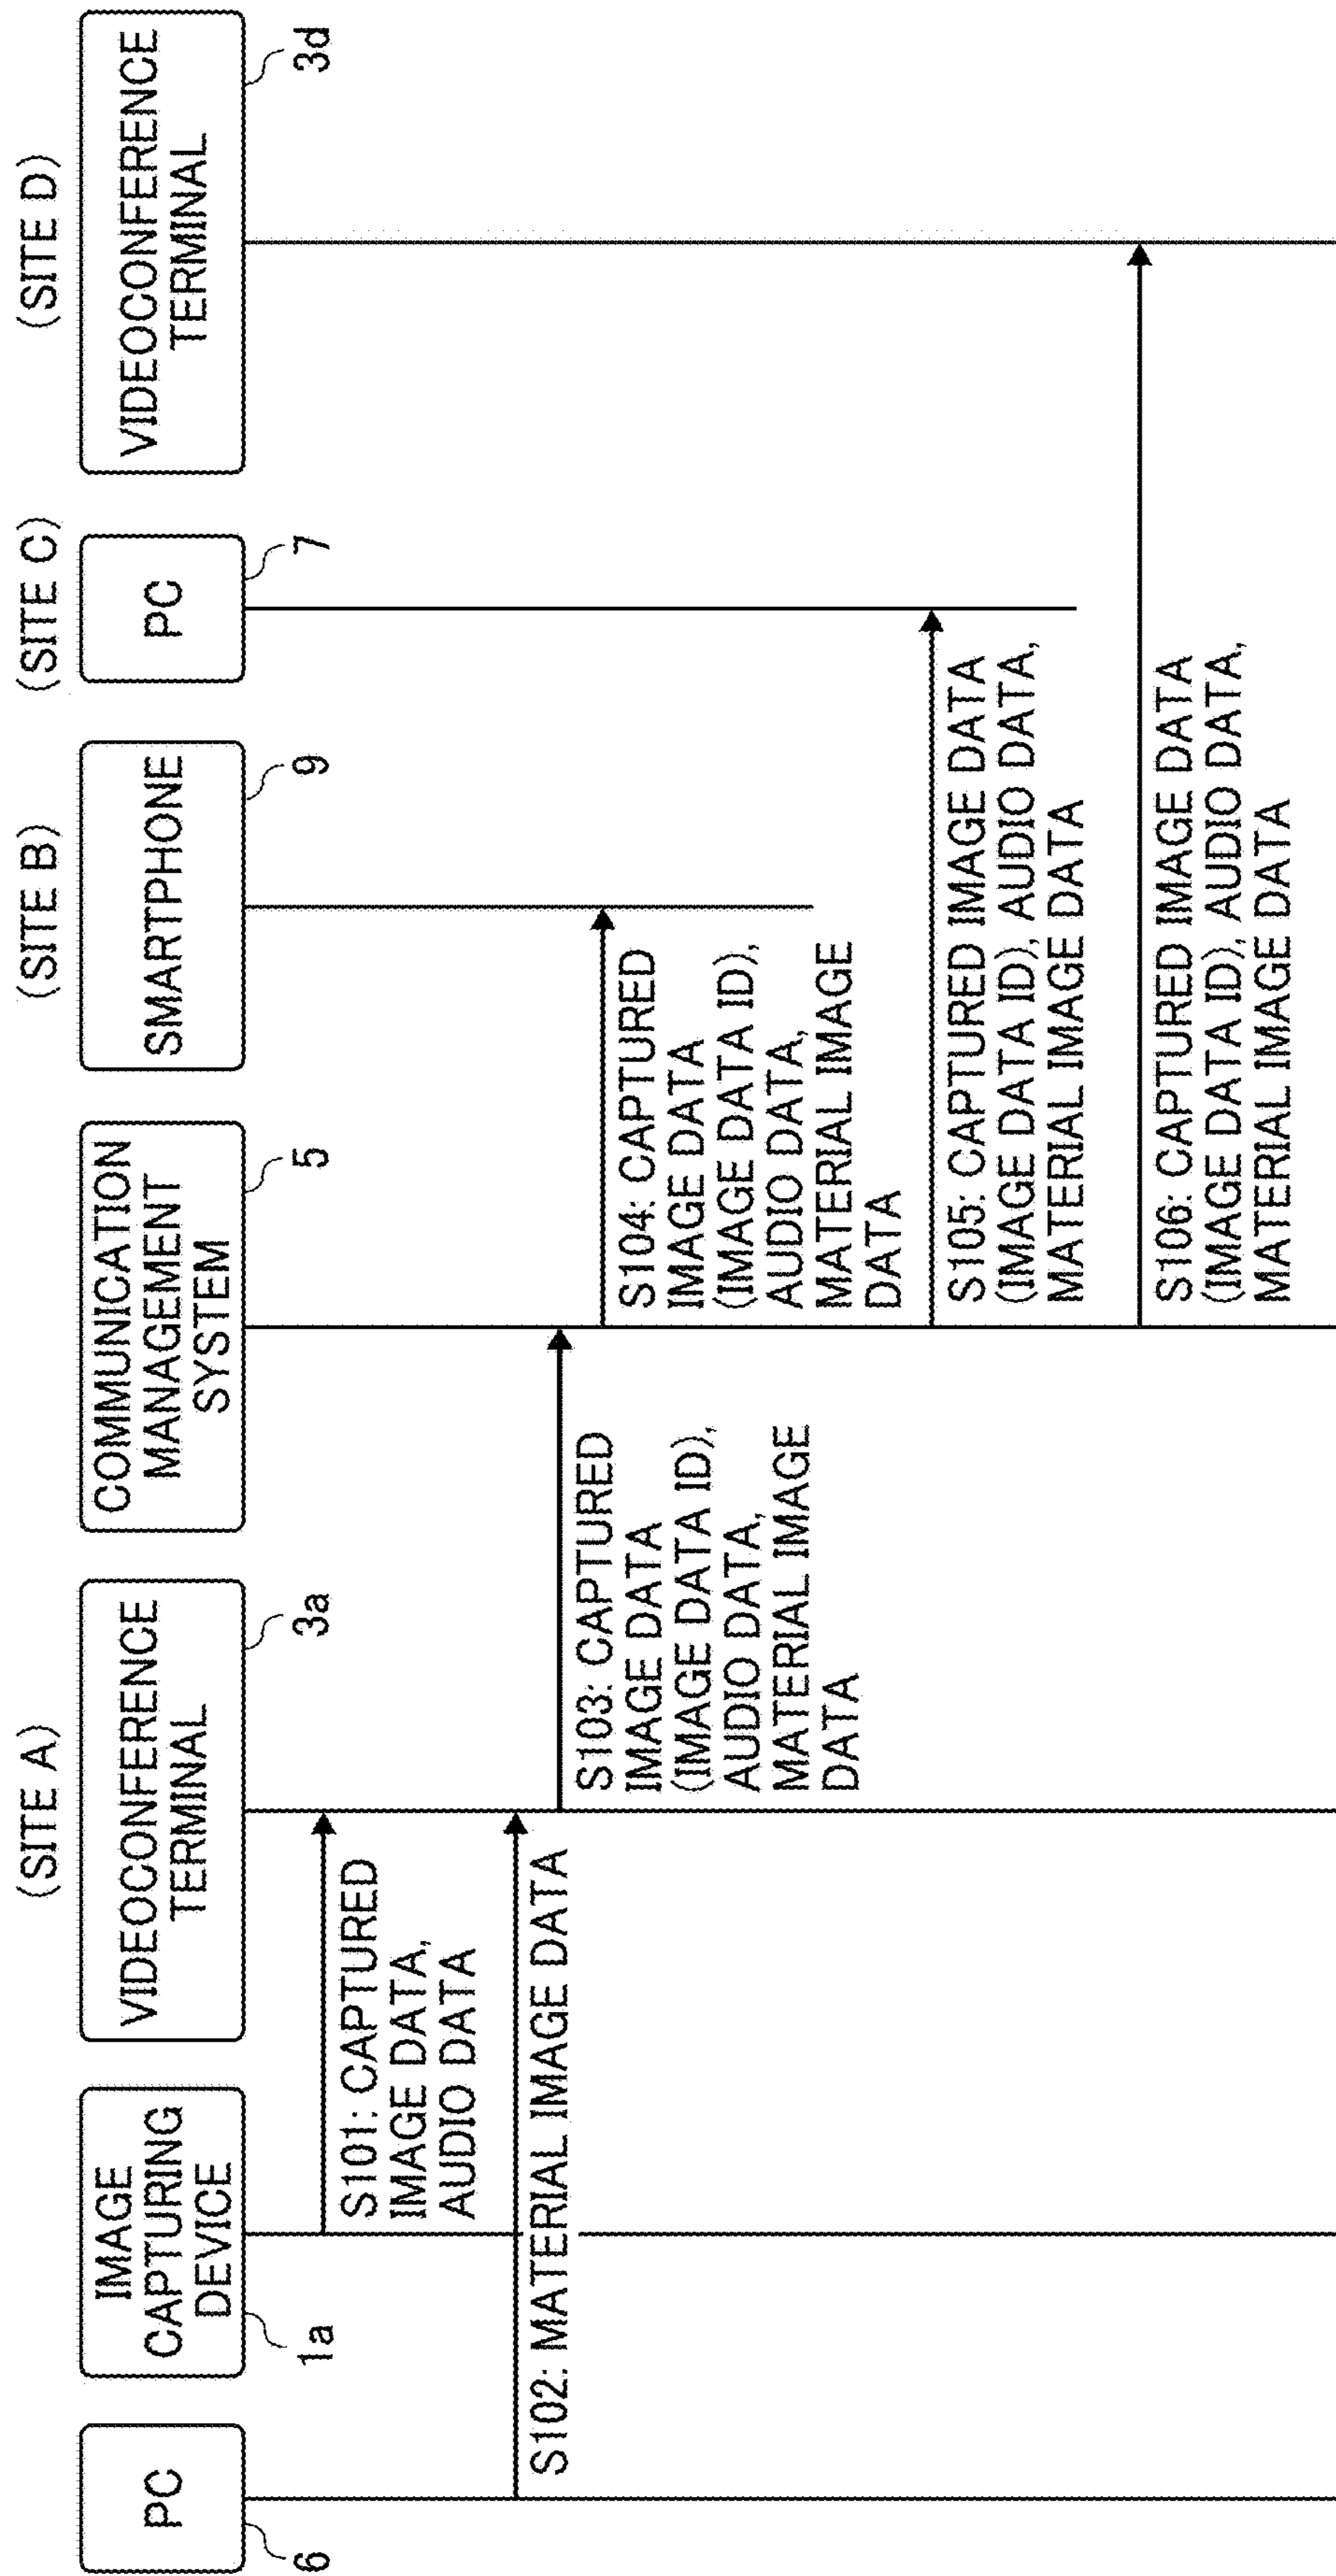 (SITE A)
(SITE B)
(SITE C)
(SITE D)
PC
6
IMAGE
CAPTURING
DEVICE
1a
VIDEOCONFERENCE
TERMINAL
3a
COMMUNICATION
MANAGEMENT
SYSTEM
5
SMARTPHONE
9
PC
7
VIDEOCONFERENCE
TERMINAL
3d
S101: CAPTURED
IMAGE DATA,
AUDIO DATA
S102: MATERIAL IMAGE DATA
S103: CAPTURED
IMAGE DATA
(IMAGE DATA ID),
AUDIO DATA,
MATERIAL IMAGE
DATA
S104: CAPTURED
IMAGE DATA
(IMAGE DATA ID),
AUDIO DATA,
MATERIAL IMAGE
DATA
S105: CAPTURED IMAGE DATA
(IMAGE DATA ID), AUDIO DATA,
MATERIAL IMAGE DATA
S106: CAPTURED IMAGE DATA
(IMAGE DATA ID), AUDIO DATA,
MATERIAL IMAGE DATA